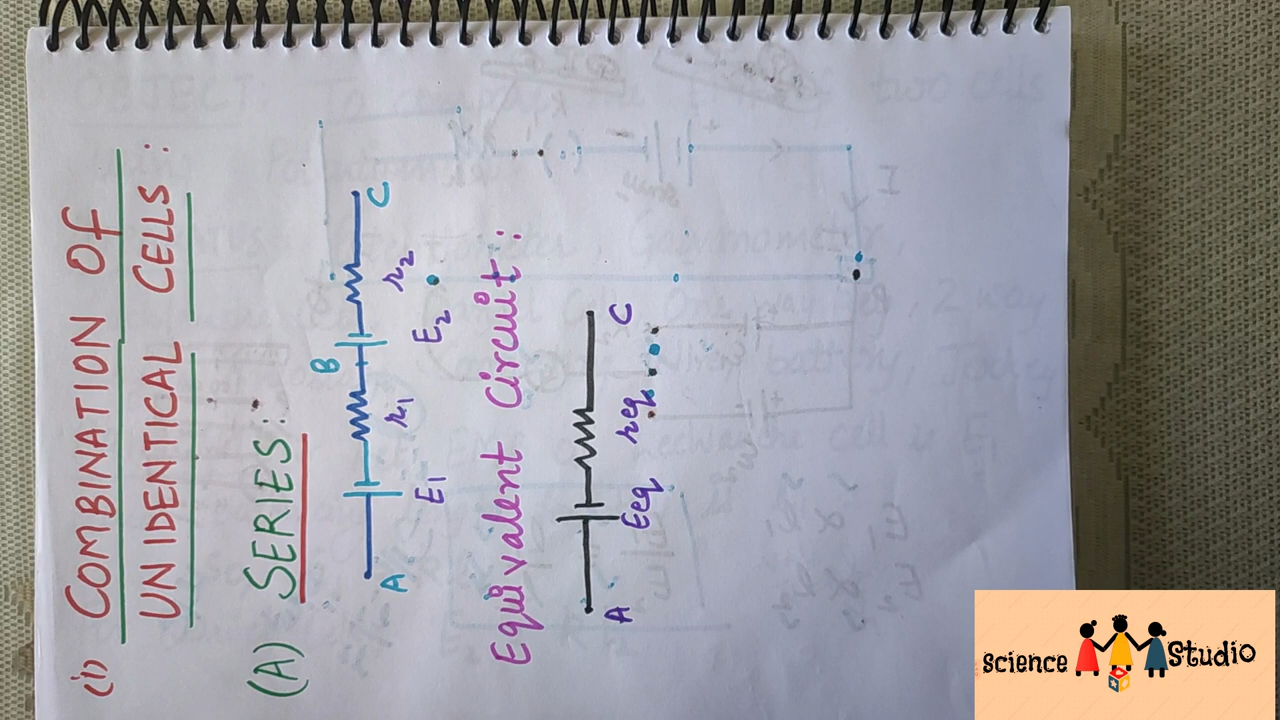 (i) COMBINATION Of
UNIDENTICAL CELLS:
(A) SERIES:
A B C
E1 r1 E2 r2
Equivalent Circuit:
A C
Eeq req
Science Studio